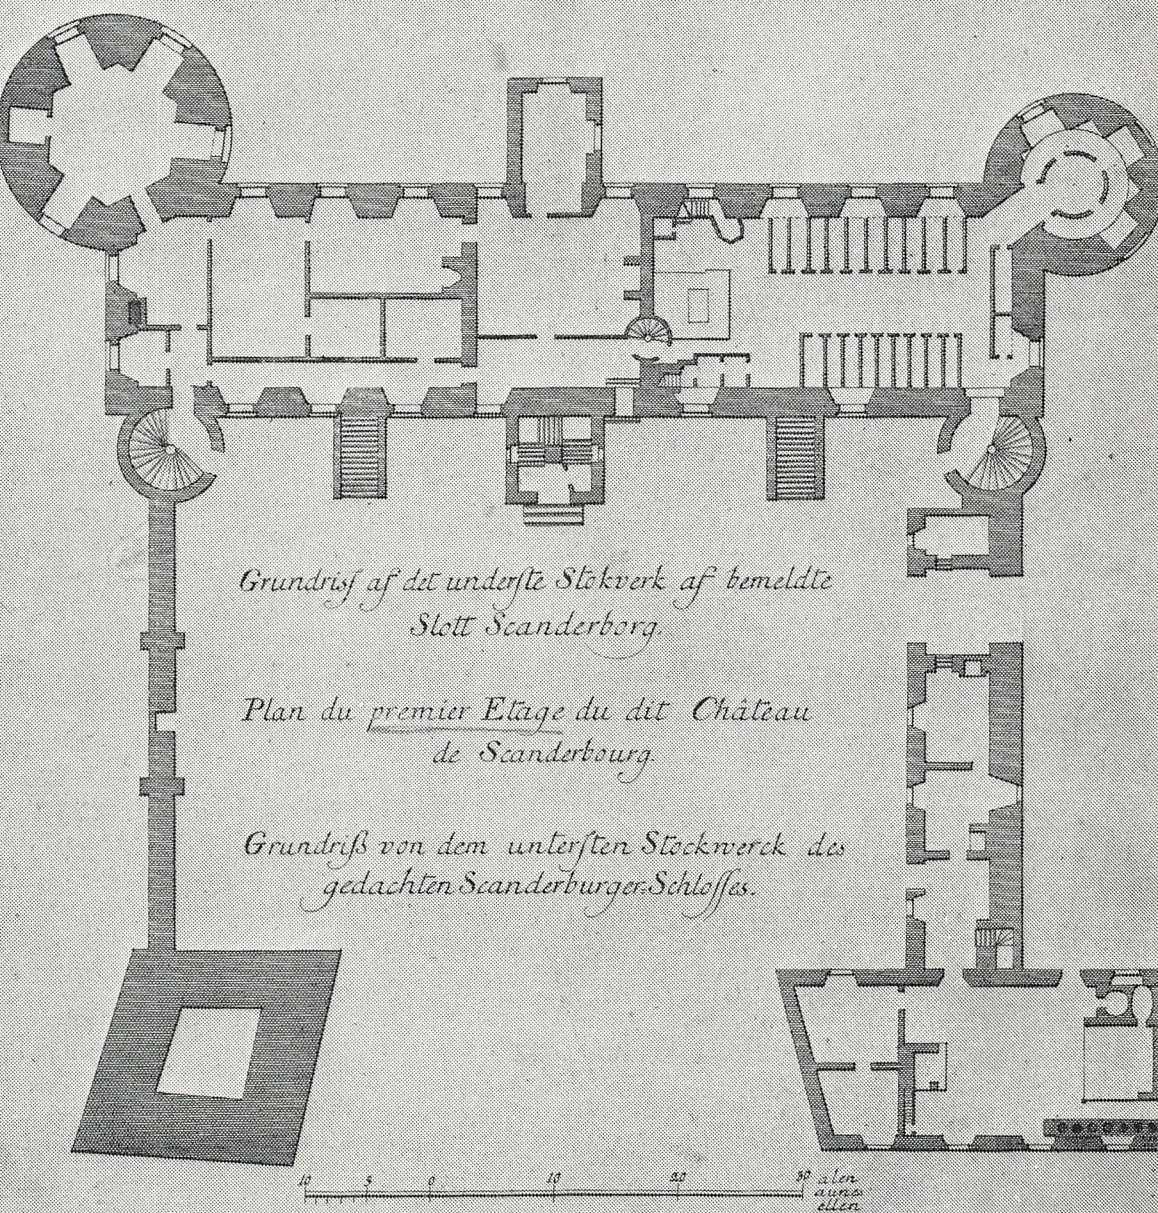 Grundrisſ af det underſte Stokverk af bemeldte
Slott Scanderborg.
Plan du premier Etage du dit Château
de Scanderbourg.
Grundriß von dem unterſten Stockwerck des
gedachten Scanderburger-Schloſſes.
10 5 0 10 20 30 alen
aunes
ellen